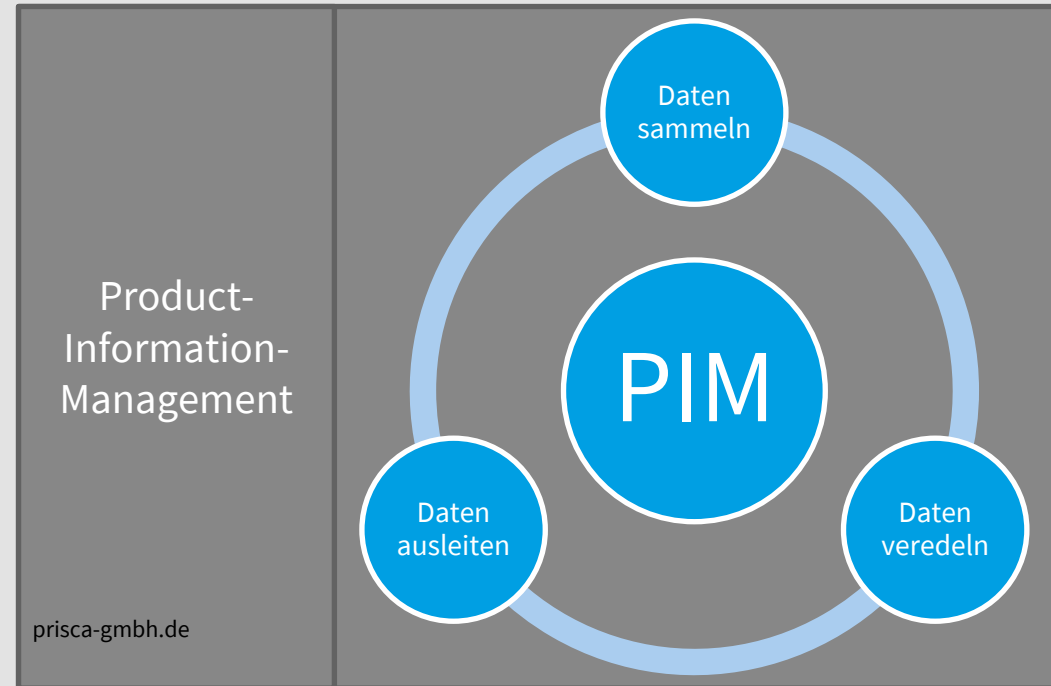 Product-
Information-
Management
prisca-gmbh.de
Daten
sammeln
PIM
Daten
ausleiten
Daten
veredeln